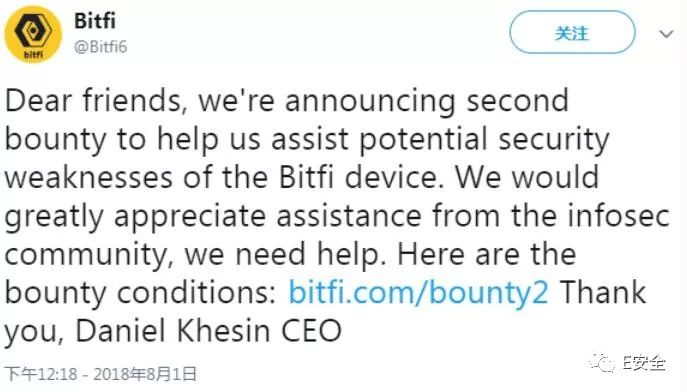 Bitfi
@Bitfi6
关注
bitfi
Dear friends, we're announcing second
bounty to help us assist potential security
weaknesses of the Bitfi device. We would
greatly appreciate assistance from the infosec
community, we need help. Here are the
bounty conditions: bitfi.com/bounty2 Thank
you, Daniel Khesin CEO
下午12:18 - 2018年8月1日
E安全